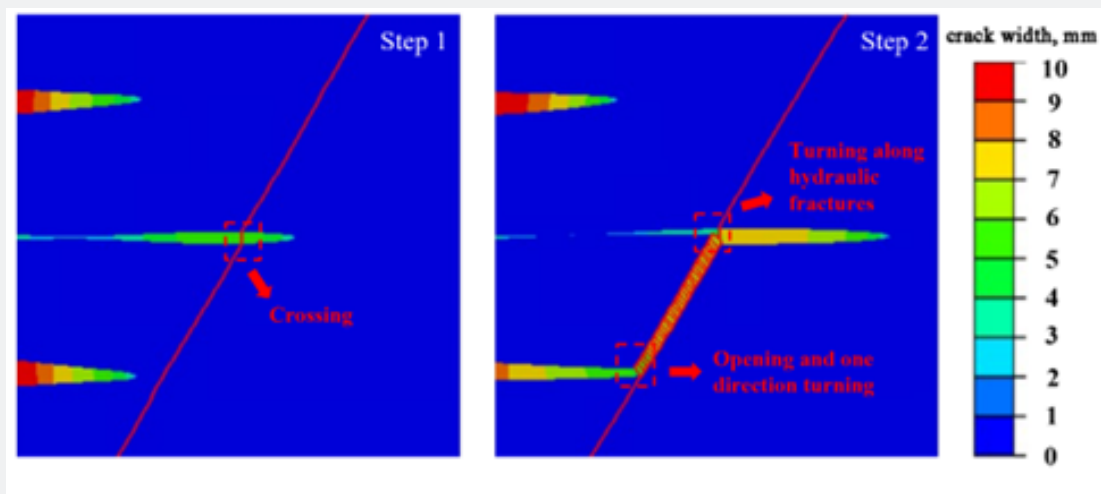 Step 1
Crossing
Step 2
Turning along
hydraulic
fractures
Opening and one
direction turning
crack width, mm
10
9
8
7
6
5
4
3
2
1
0